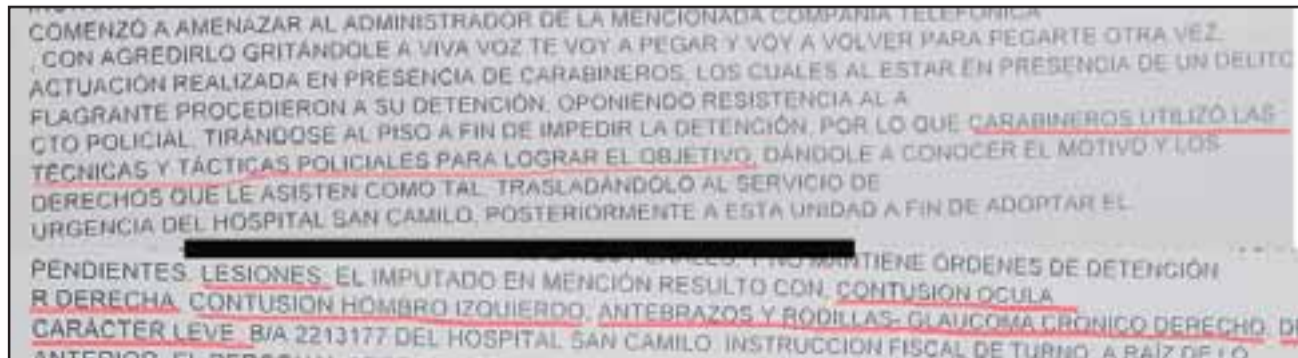 COMENZÓ A AMENAZAR AL ADMINISTRADOR DE LA MENCIONADA COMPAÑIA TELEFONICA
, CON AGREDIRLO GRITÁNDOLE A VIVA VOZ TE VOY A PEGAR Y VOY A VOLVER PARA PEGARTE OTRA VEZ,
ACTUACIÓN REALIZADA EN PRESENCIA DE CARABINEROS, LOS CUALES AL ESTAR EN PRESENCIA DE UN DELITO
FLAGRANTE PROCEDIERON A SU DETENCIÓN, OPONIENDO RESISTENCIA AL A
CTO POLICIAL, TIRÁNDOSE AL PISO A FIN DE IMPEDIR LA DETENCIÓN, POR LO QUE CARABINEROS UTILIZÓ LAS
TÉCNICAS Y TÁCTICAS POLICIALES PARA LOGRAR EL OBJETIVO, DÁNDOLE A CONOCER EL MOTIVO Y LOS
DERECHOS QUE LE ASISTEN COMO TAL, TRASLADÁNDOLO AL SERVICIO DE
URGENCIA DEL HOSPITAL SAN CAMILO, POSTERIORMENTE A ESTA UNIDAD A FIN DE ADOPTAR EL
PENALES, Y NO MANTIENE ÓRDENES DE DETENCIÓN
PENDIENTES. LESIONES, EL IMPUTADO EN MENCIÓN RESULTO CON, CONTUSION OCULA
R DERECHA, CONTUSION HOMBRO IZQUIERDO, ANTEBRAZOS Y RODILLAS- GLAUCOMA CRONICO DERECHO, DE
CARÁCTER LEVE, B/A 2213177 DEL HOSPITAL SAN CAMILO. INSTRUCCIÓN FISCAL DE TURNO, A RAÍZ DE LO
ANTERIOR, EL